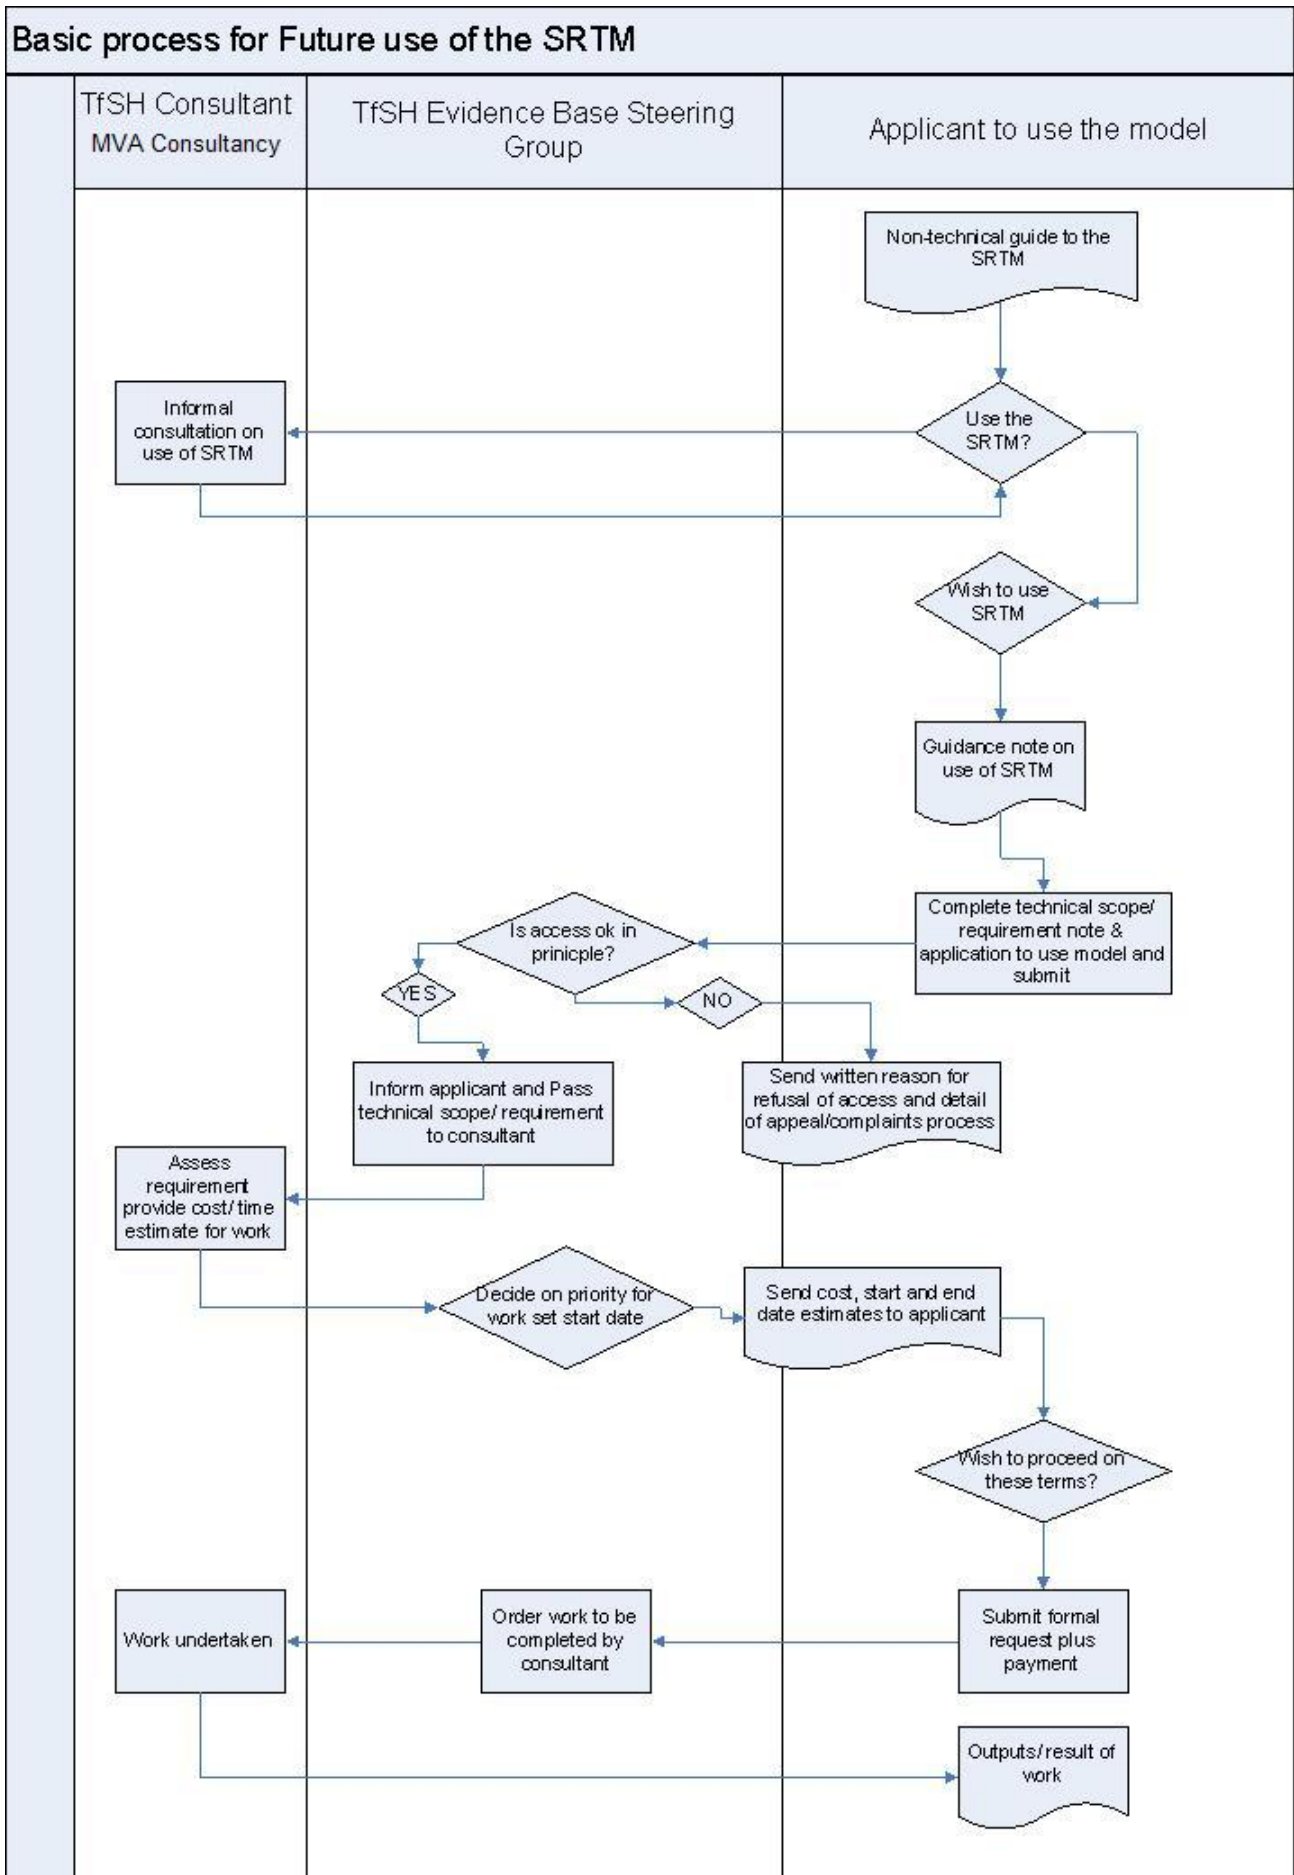 Basic process for Future use of the SRTM
TfSH Consultant
MVA Consultancy
TfSH Evidence Base Steering
Group
Applicant to use the model
Non-technical guide to the
SRTM
Informal
consultation on
use of SRTM
Use the
SRTM?
Wish to use
SRTM
Guidance note on
use of SRTM
Complete technical scope/
requirement note &
application to use model and
submit
Is access ok in
prinicple?
YES
NO
Inform applicant and Pass
technical scope/ requirement
to consultant
Send written reason for
refusal of access and detail
of appeal/complaints process
Assess
requirement
provide cost/ time
estimate for work
Decide on priority for
work set start date
Send cost, start and end
date estimates to applicant
Wish to proceed on
these terms?
Work undertaken
Order work to be
completed by
consultant
Submit formal
request plus
payment
Outputs/ result of
work